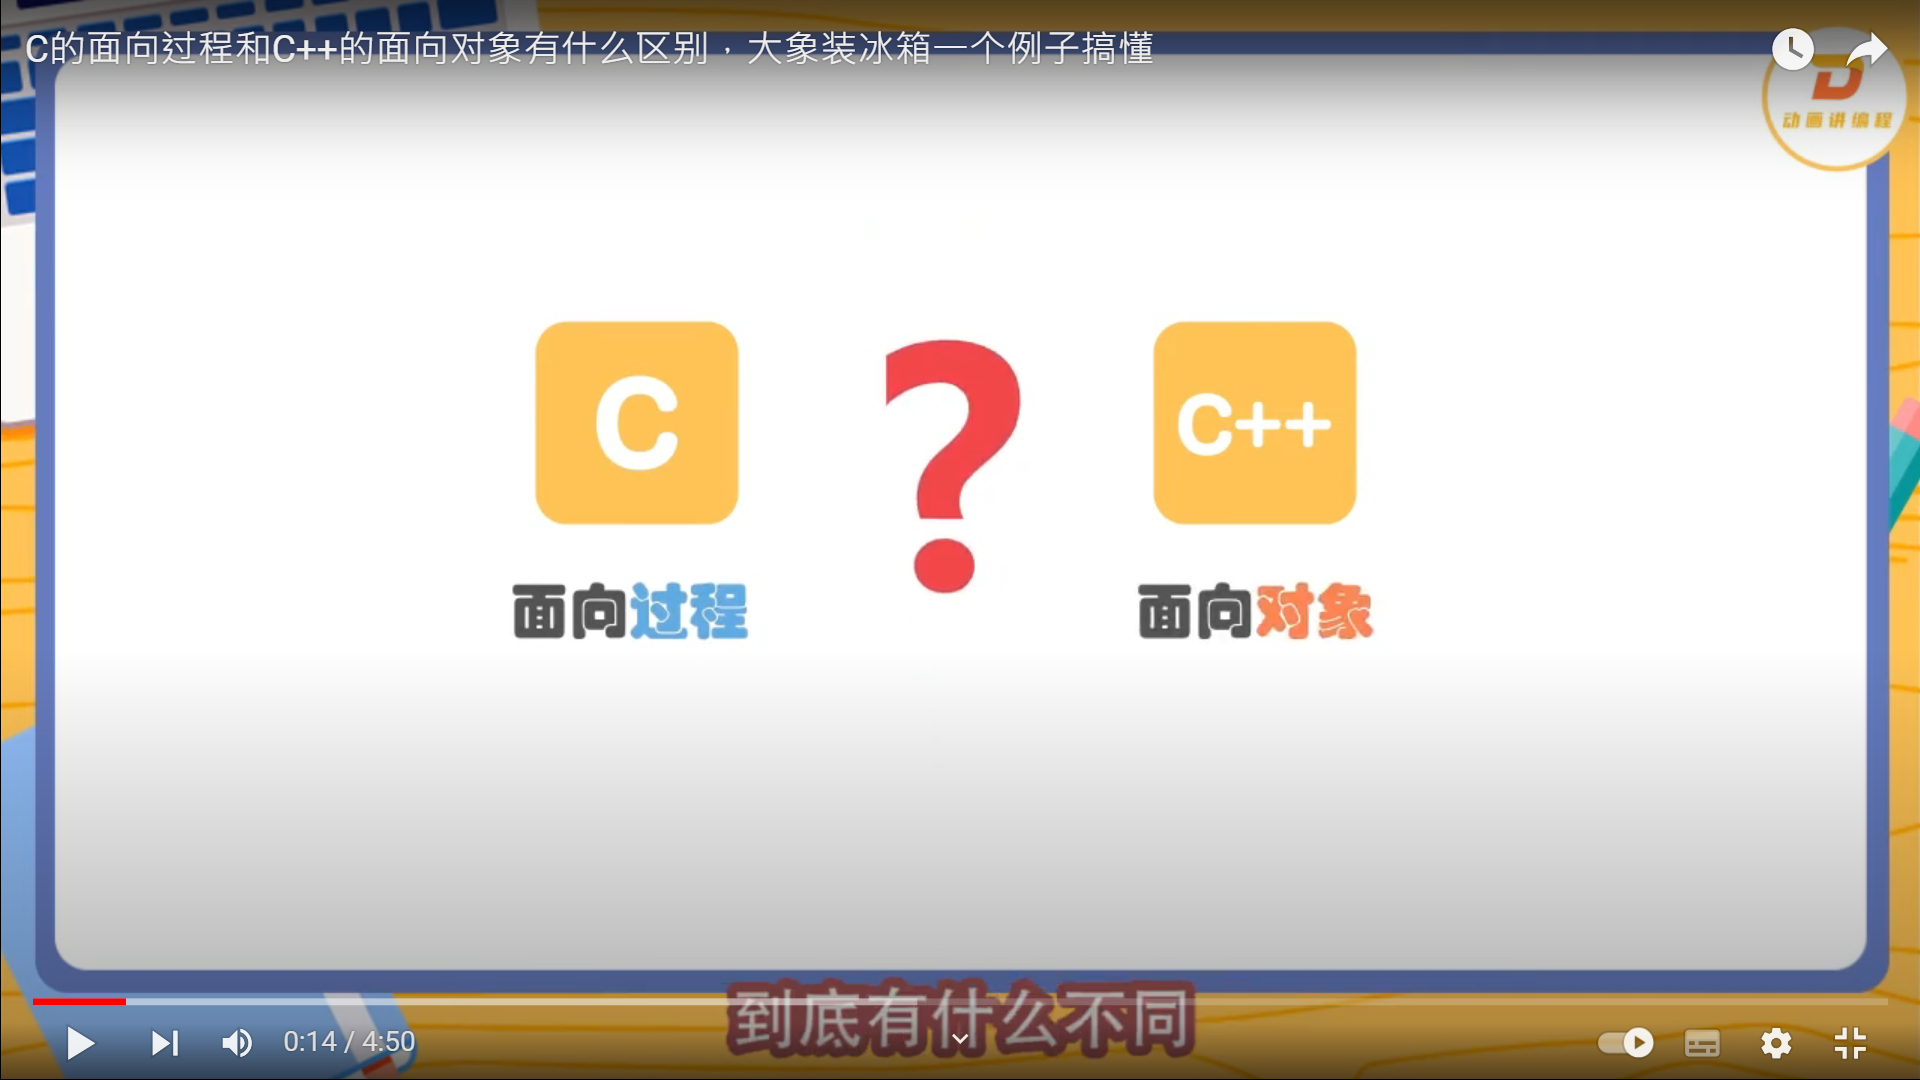 C的面向过程和C++的面向对象有什么区别，大象装冰箱一个例子搞懂
D
动画讲编程
C
C++
面向过程
?
面向对象
到底有什么不同
0:14 / 4:50